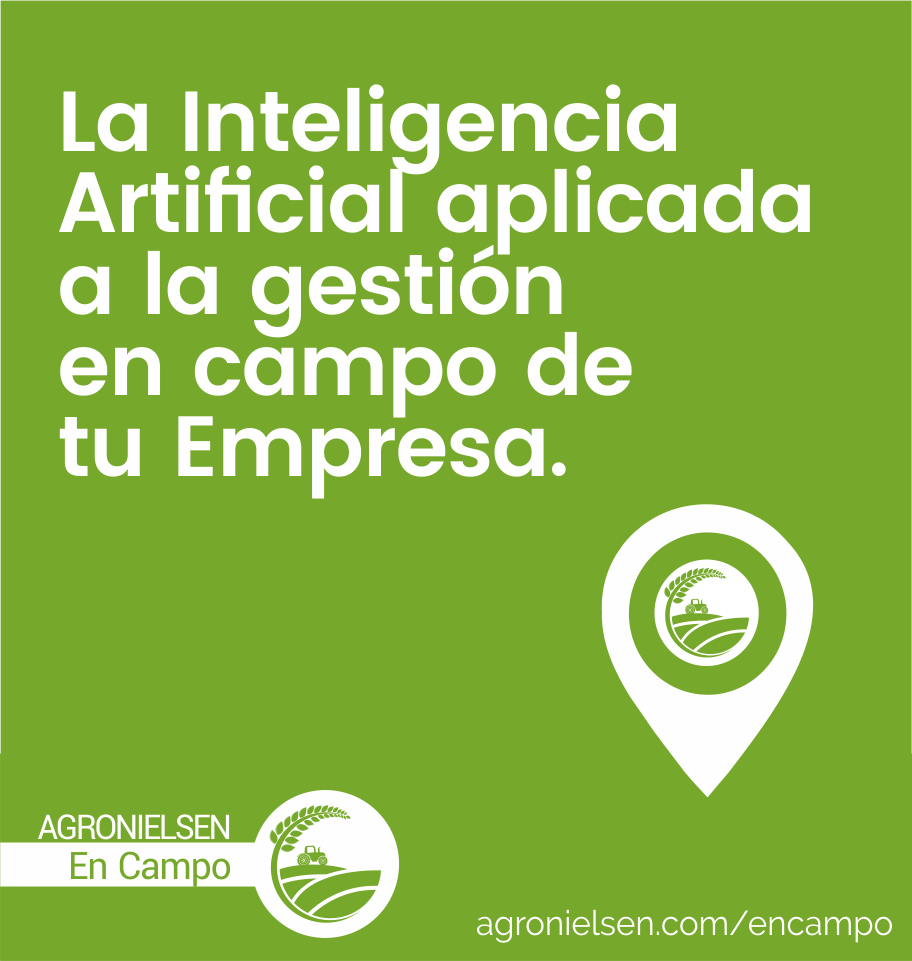 La Inteligencia
Artificial aplicada
a la gestión
en campo de
tu Empresa.
AGRONIELSEN
En Campo
agronielsen.com/encampo